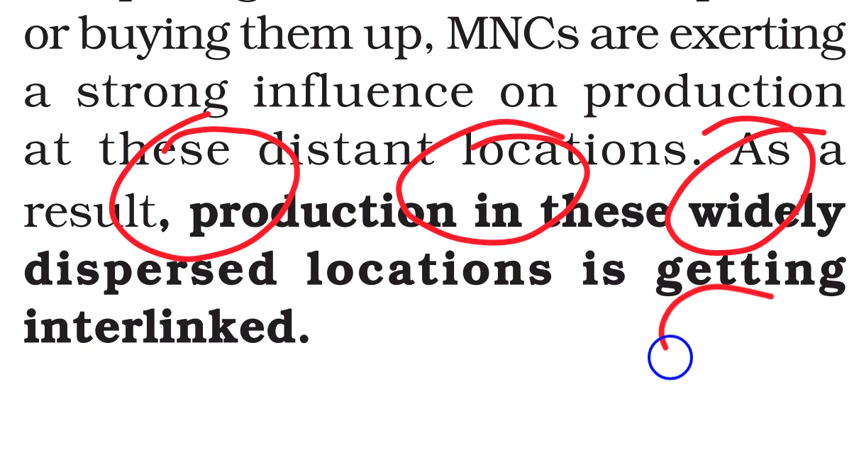 or buying them up, MNCs are exerting
a strong influence on production
at these distant locations. As a
result, production in these widely
dispersed locations is getting
interlinked.